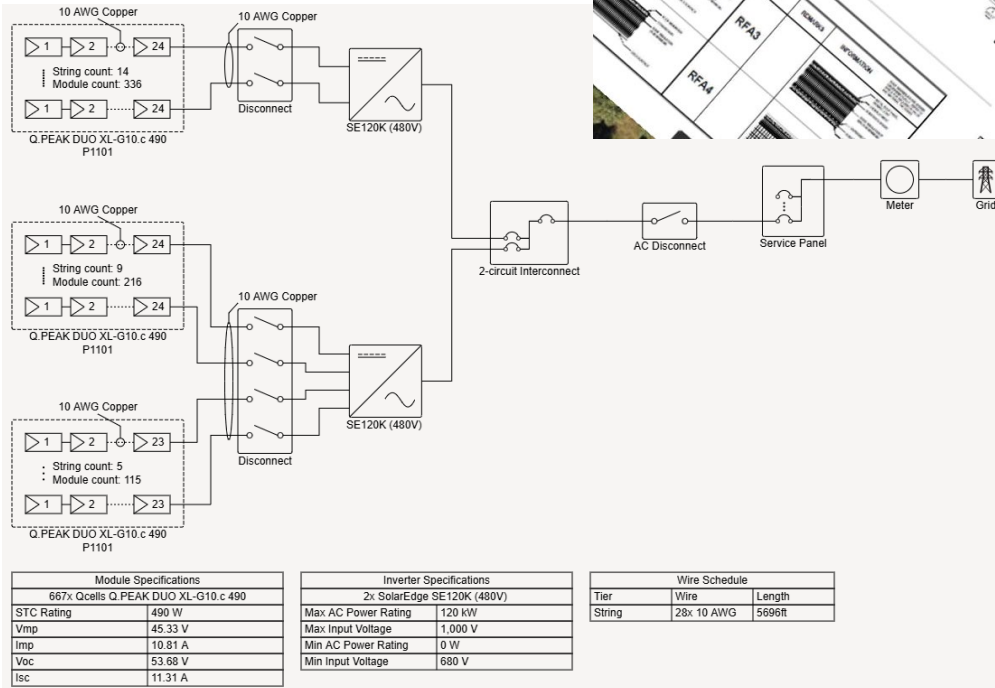 10 AWG Copper
10 AWG Copper
1 2 24
String count: 14
Module count: 336
1 2 24
Q.PEAK DUO XL-G10.c 490
P1101
Disconnect
SE120K (480V)
RFA3
RFA4
REMARKS
INFORMATION
10 AWG Copper
1 2 24
String count: 9
Module count: 216
1 2 24
Q.PEAK DUO XL-G10.c 490
P1101
10 AWG Copper
Disconnect
SE120K (480V)
2-circuit Interconnect
AC Disconnect
Service Panel
Meter
Grid
10 AWG Copper
1 2 23
String count: 5
Module count: 115
1 2 23
Q.PEAK DUO XL-G10.c 490
P1101
Module Specifications
667x Qcells Q.PEAK DUO XL-G10.c 490
STC Rating 490 W
Vmp 45.33 V
Imp 10.81 A
Voc 53.68 V
Isc 11.31 A
Inverter Specifications
2x SolarEdge SE120K (480V)
Max AC Power Rating 120 kW
Max Input Voltage 1,000 V
Min AC Power Rating 0 W
Min Input Voltage 680 V
Wire Schedule
Tier Wire Length
String 28x 10 AWG 5696ft